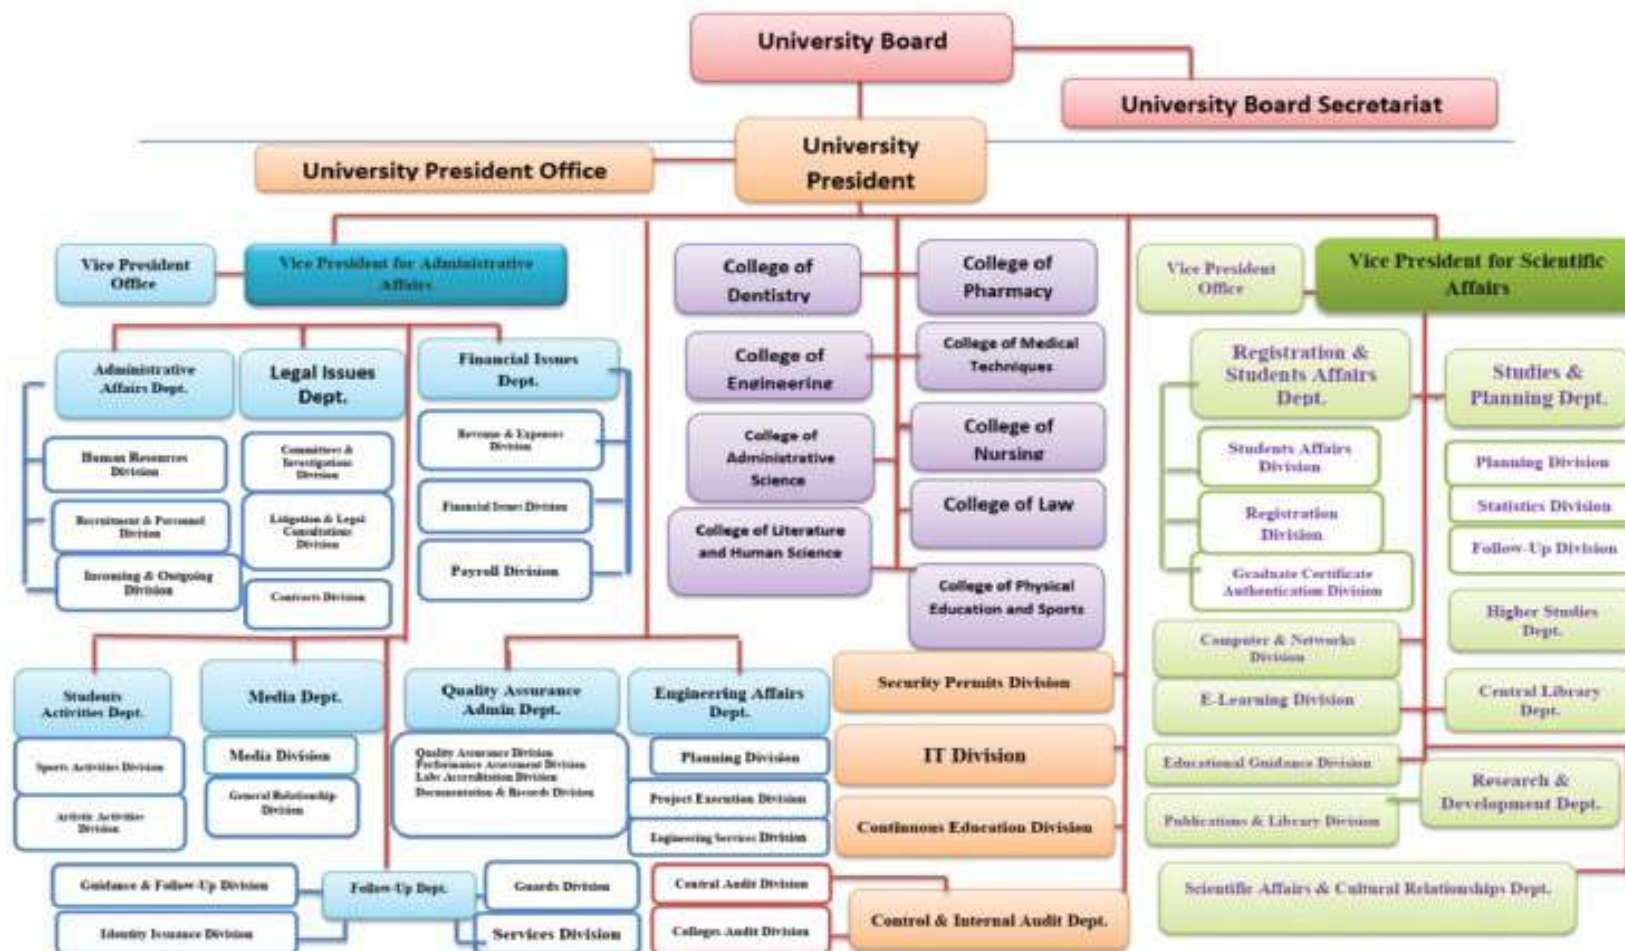 University Board
University Board Secretariat
University
President
University President Office
Vice President
Office
Vice President for Administrative
Affairs
College of
Dentistry
College of
Pharmacy
Vice President
Office
Vice President for Scientific
Affairs
Administrative
Affairs Dept.
Legal Issues
Dept.
Financial Issues
Dept.
College of
Engineering
College of Medical
Techniques
Registration &
Students Affairs
Dept.
Studies &
Planning Dept.
Human Resources
Division
Committees &
Investigations
Division
Revenue & Expenses
Division
College of
Administrative
Science
College of
Nursing
Students Affairs
Division
Planning Division
Recruitment & Personnel
Division
Litigation & Legal
Consultations
Division
Financial Issues Division
College of Law
Registration
Division
Statistics Division
Incoming & Outgoing
Division
Contracts Division
Payroll Division
College of Literature
and Human Science
College of Physical
Education and Sports
Graduate Certificate
Authentication Division
Follow-Up Division
Higher Studies
Dept.
Computer & Networks
Division
Students
Activities Dept.
Media Dept.
Quality Assurance
Admin Dept.
Engineering Affairs
Dept.
Security Permits Division
E-Learning Division
Central Library
Dept.
Sports Activities Division
Media Division
Quality Assurance Division
Performance Assessment Division
Labs Accreditation Division
Documentation & Records Division
Planning Division
IT Division
Educational Guidance Division
Research &
Development Dept.
Artistic Activities
Division
General Relationship
Division
Project Execution Division
Engineering Services Division
Continuous Education Division
Publications & Library Division
Guidance & Follow-Up Division
Follow-Up Dept.
Guards Division
Central Audit Division
Scientific Affairs & Cultural Relationships Dept.
Identity Issuance Division
Services Division
Colleges Audit Division
Control & Internal Audit Dept.